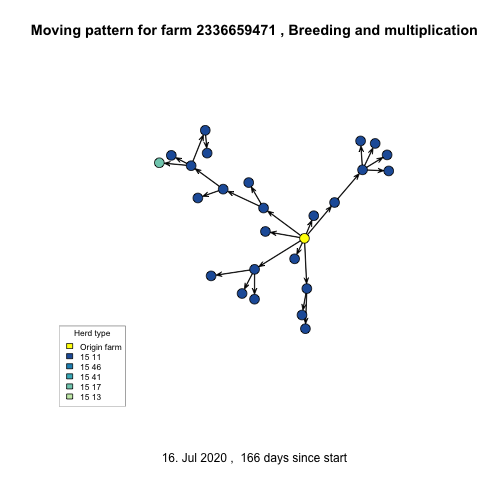 Moving pattern for farm 2336659471 , Breeding and multiplication
Herd type
Origin farm
15 11
15 46
15 41
15 17
15 13
16. Jul 2020 , 166 days since start